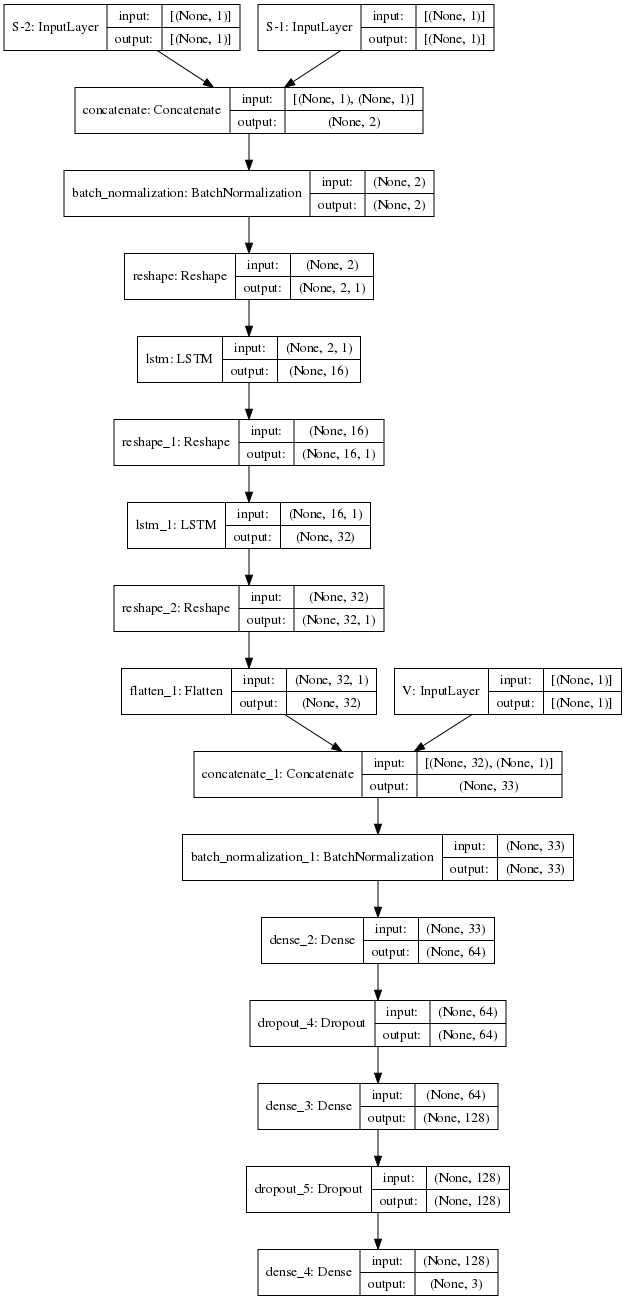 S-2: InputLayer input: [(None, 1)]
output: [(None, 1)]
S-1: InputLayer input: [(None, 1)]
output: [(None, 1)]
concatenate: Concatenate input: [(None, 1), (None, 1)]
output: (None, 2)
batch_normalization: BatchNormalization input: (None, 2)
output: (None, 2)
reshape: Reshape input: (None, 2)
output: (None, 2, 1)
lstm: LSTM input: (None, 2, 1)
output: (None, 16)
reshape_1: Reshape input: (None, 16)
output: (None, 16, 1)
lstm_1: LSTM input: (None, 16, 1)
output: (None, 32)
reshape_2: Reshape input: (None, 32)
output: (None, 32, 1)
flatten_1: Flatten input: (None, 32, 1)
output: (None, 32)
V: InputLayer input: [(None, 1)]
output: [(None, 1)]
concatenate_1: Concatenate input: [(None, 32), (None, 1)]
output: (None, 33)
batch_normalization_1: BatchNormalization input: (None, 33)
output: (None, 33)
dense_2: Dense input: (None, 33)
output: (None, 64)
dropout_4: Dropout input: (None, 64)
output: (None, 64)
dense_3: Dense input: (None, 64)
output: (None, 128)
dropout_5: Dropout input: (None, 128)
output: (None, 128)
dense_4: Dense input: (None, 128)
output: (None, 3)